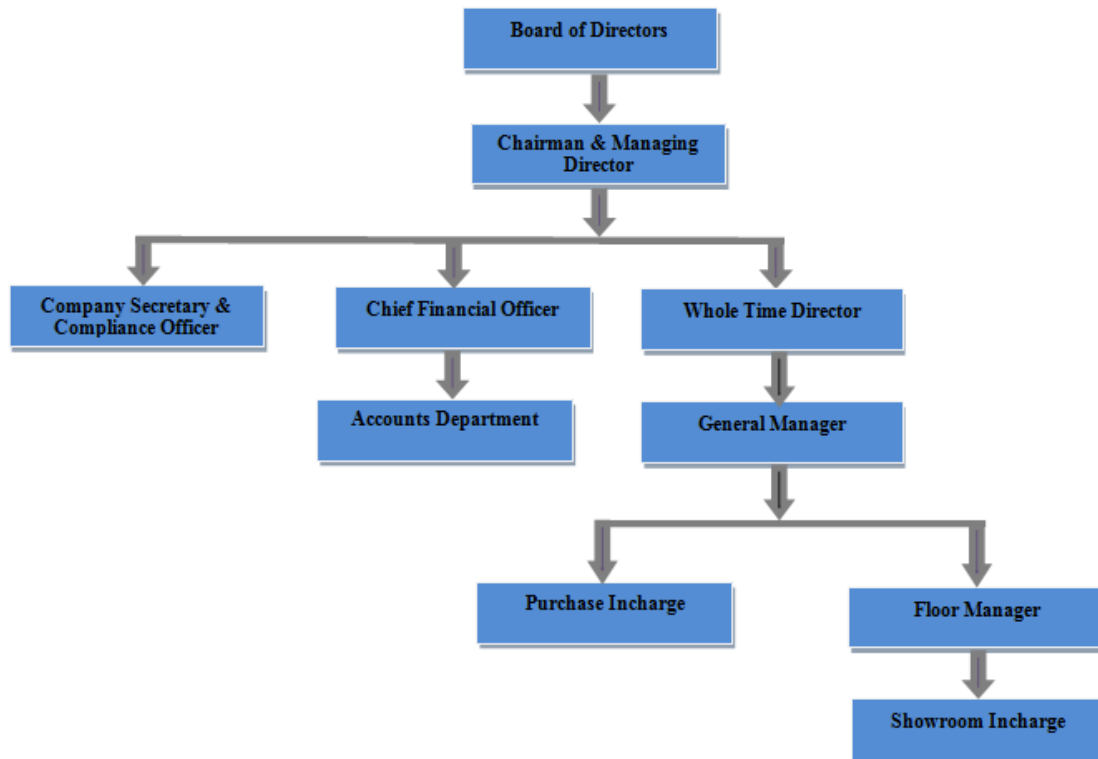 Board of Directors
Chairman & Managing
Director
Company Secretary &
Compliance Officer
Chief Financial Officer
Whole Time Director
Accounts Department
General Manager
Purchase Incharge
Floor Manager
Showroom Incharge